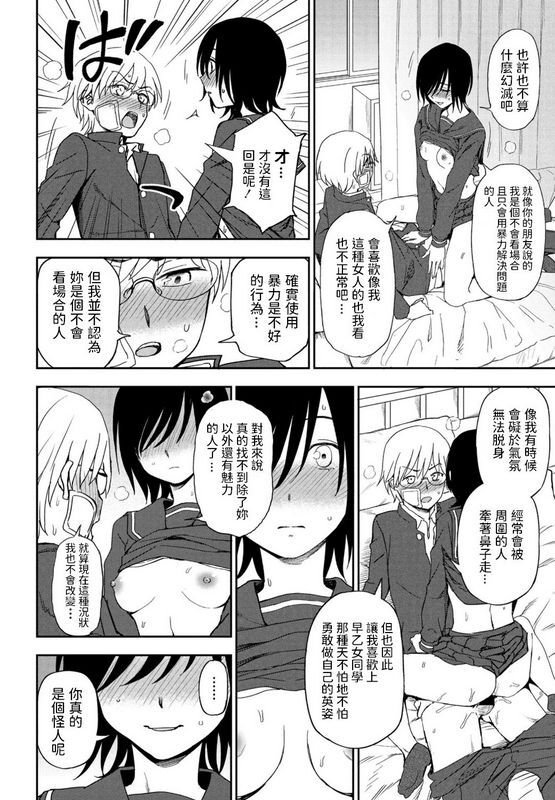 也許也不算
什麼幻滅吧
就像你的朋友說的
我是個不會看場合
且只會用暴力解決問題
的人
會喜歡像我
這種女人的也我看
也不正常吧…
ば
オ…
才沒有這
回是呢!
確實使用
暴力是不好
的行為…
但我並不認為
妳是個不會
看場合的人
像我有時候
會礙於氣氛
無法脱身
經常會被
周圍的人
牽著鼻子走…
但也因此
讓我喜歡上
早乙女同學
那種天不怕地不怕
勇敢做自己的英姿
對我來說
真的找不到除了妳
以外還有魅力
的人了…
就算現在這種況狀
我也不會改變…
……
你真的
是個怪人呢